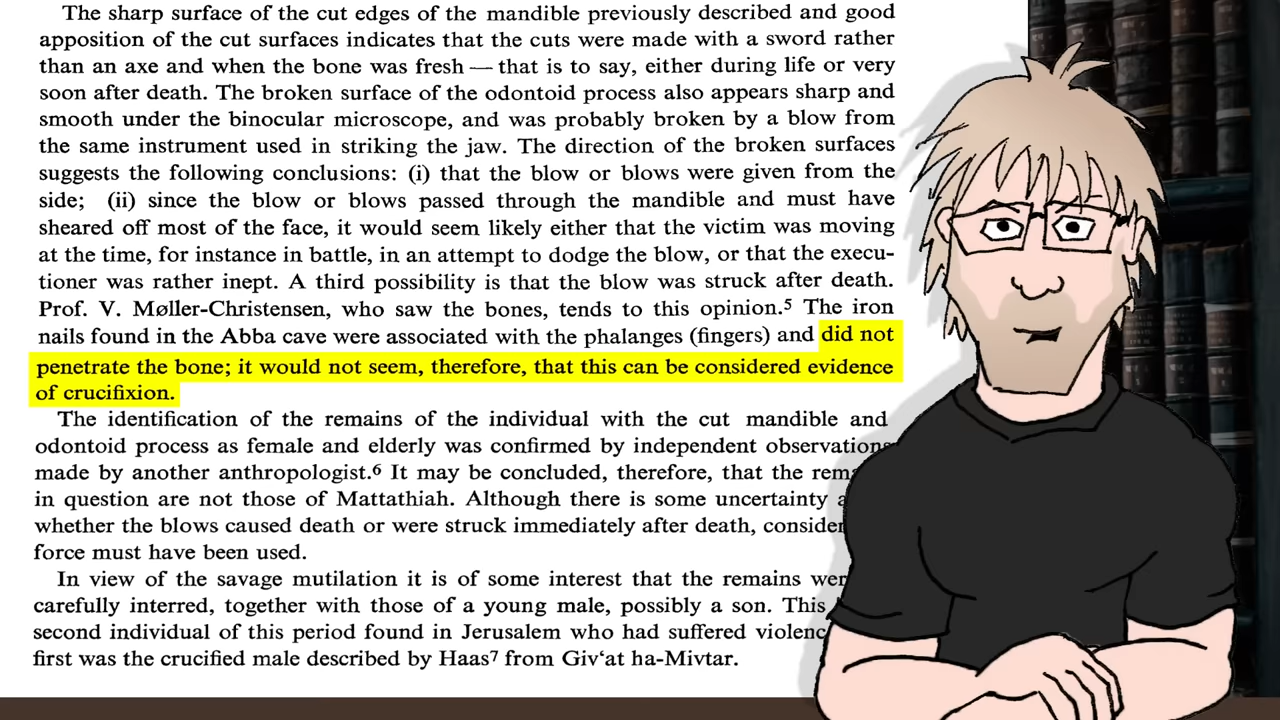 The sharp surface of the cut edges of the mandible previously described and good
apposition of the cut surfaces indicates that the cuts were made with a sword rather
than an axe and when the bone was fresh — that is to say, either during life or very
soon after death. The broken surface of the odontoid process also appears sharp and
smooth under the binocular microscope, and was probably broken by a blow from
the same instrument used in striking the jaw. The direction of the broken surfaces
suggests the following conclusions: (i) that the blow or blows were given from the
side; (ii) since the blow or blows passed through the mandible and must have
sheared off most of the face, it would seem likely either that the victim was moving
at the time, for instance in battle, in an attempt to dodge the blow, or that the execu-
tioner was rather inept. A third possibility is that the blow was struck after death.
Prof. V. Møller-Christensen, who saw the bones, tends to this opinion.⁵ The iron
nails found in the Abba cave were associated with the phalanges (fingers) and did not
penetrate the bone; it would not seem, therefore, that this can be considered evidence
of crucifixion.
The identification of the remains of the individual with the cut mandible and
odontoid process as female and elderly was confirmed by independent observations
made by another anthropologist.⁶ It may be concluded, therefore, that the
in question are not those of Mattathiah. Although there is some uncertainty
whether the blows caused death or were struck immediately after death,
force must have been used.
In view of the savage mutilation it is of some interest that the remains
carefully interred, together with those of a young male, possibly a son. This
second individual of this period found in Jerusalem who had suffered
first was the crucified male described by Haas⁷ from Giv‘at ha-Mivtar.